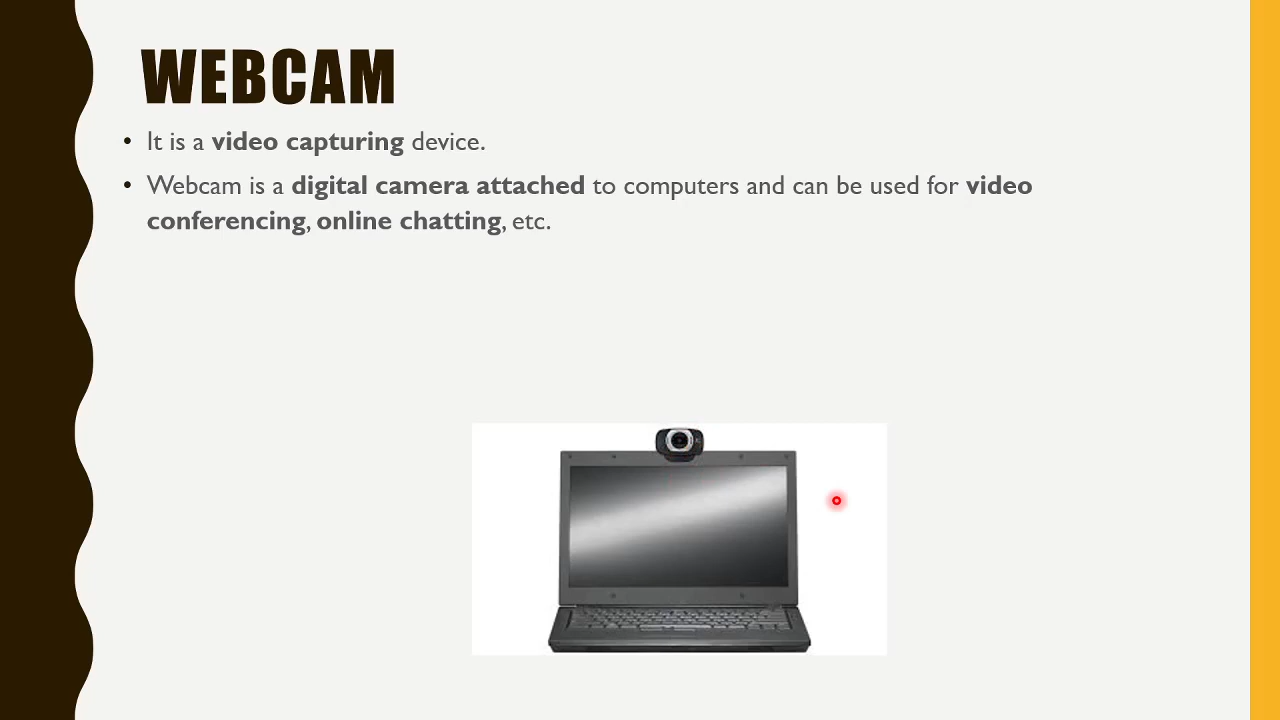 WEBCAM
• It is a video capturing device.
• Webcam is a digital camera attached to computers and can be used for video
conferencing, online chatting, etc.